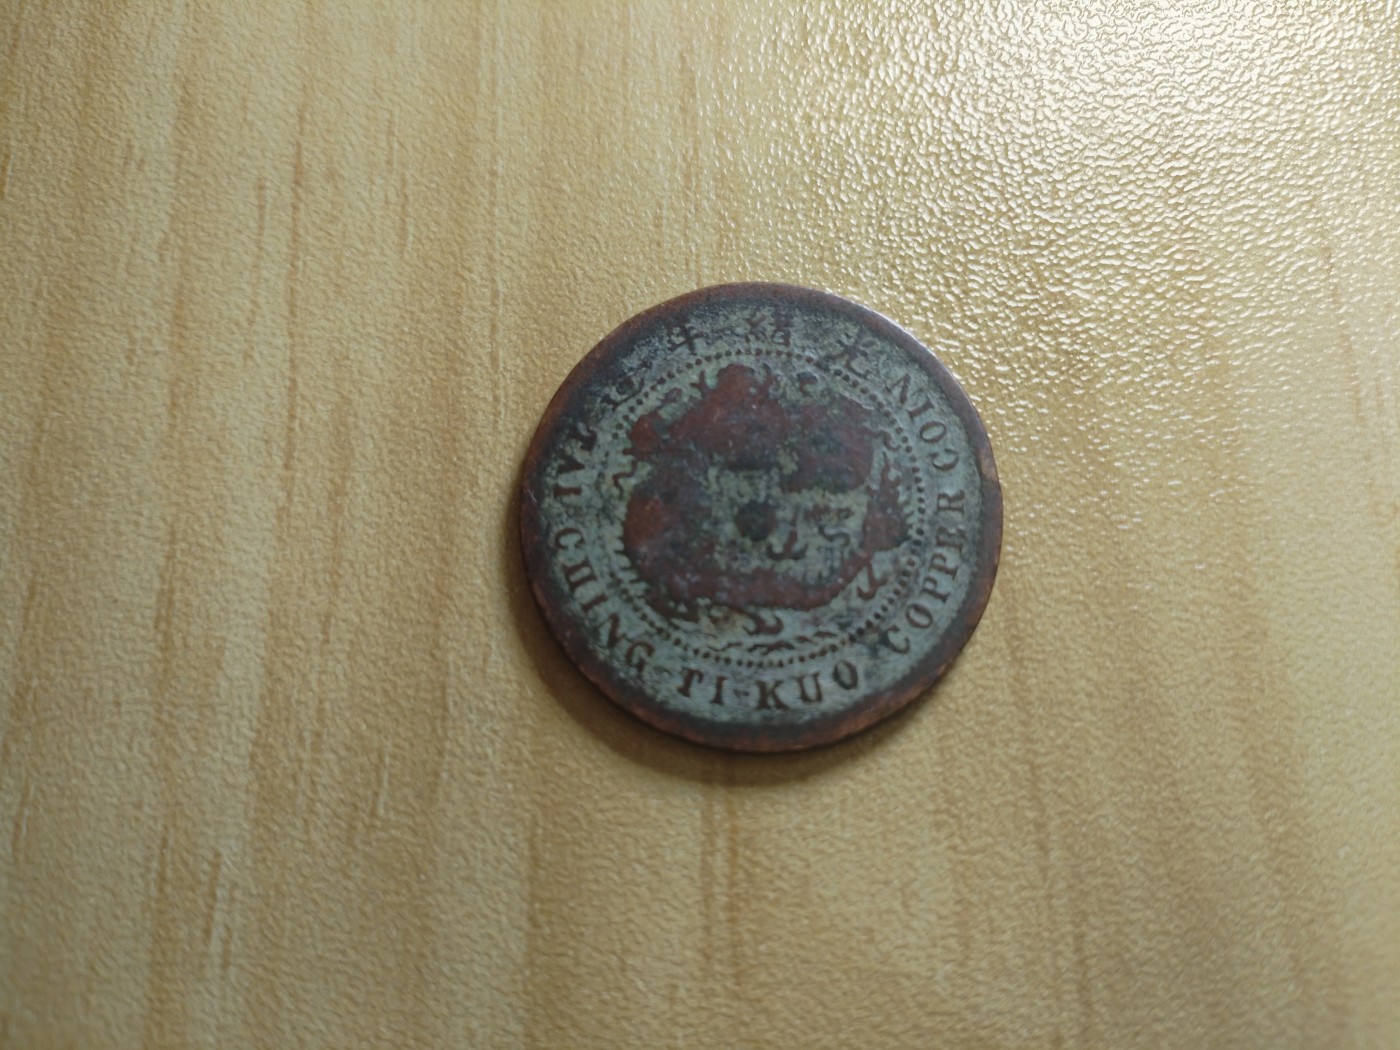 造年緒光
TAI-CHING TI-KUO COPPER COIN